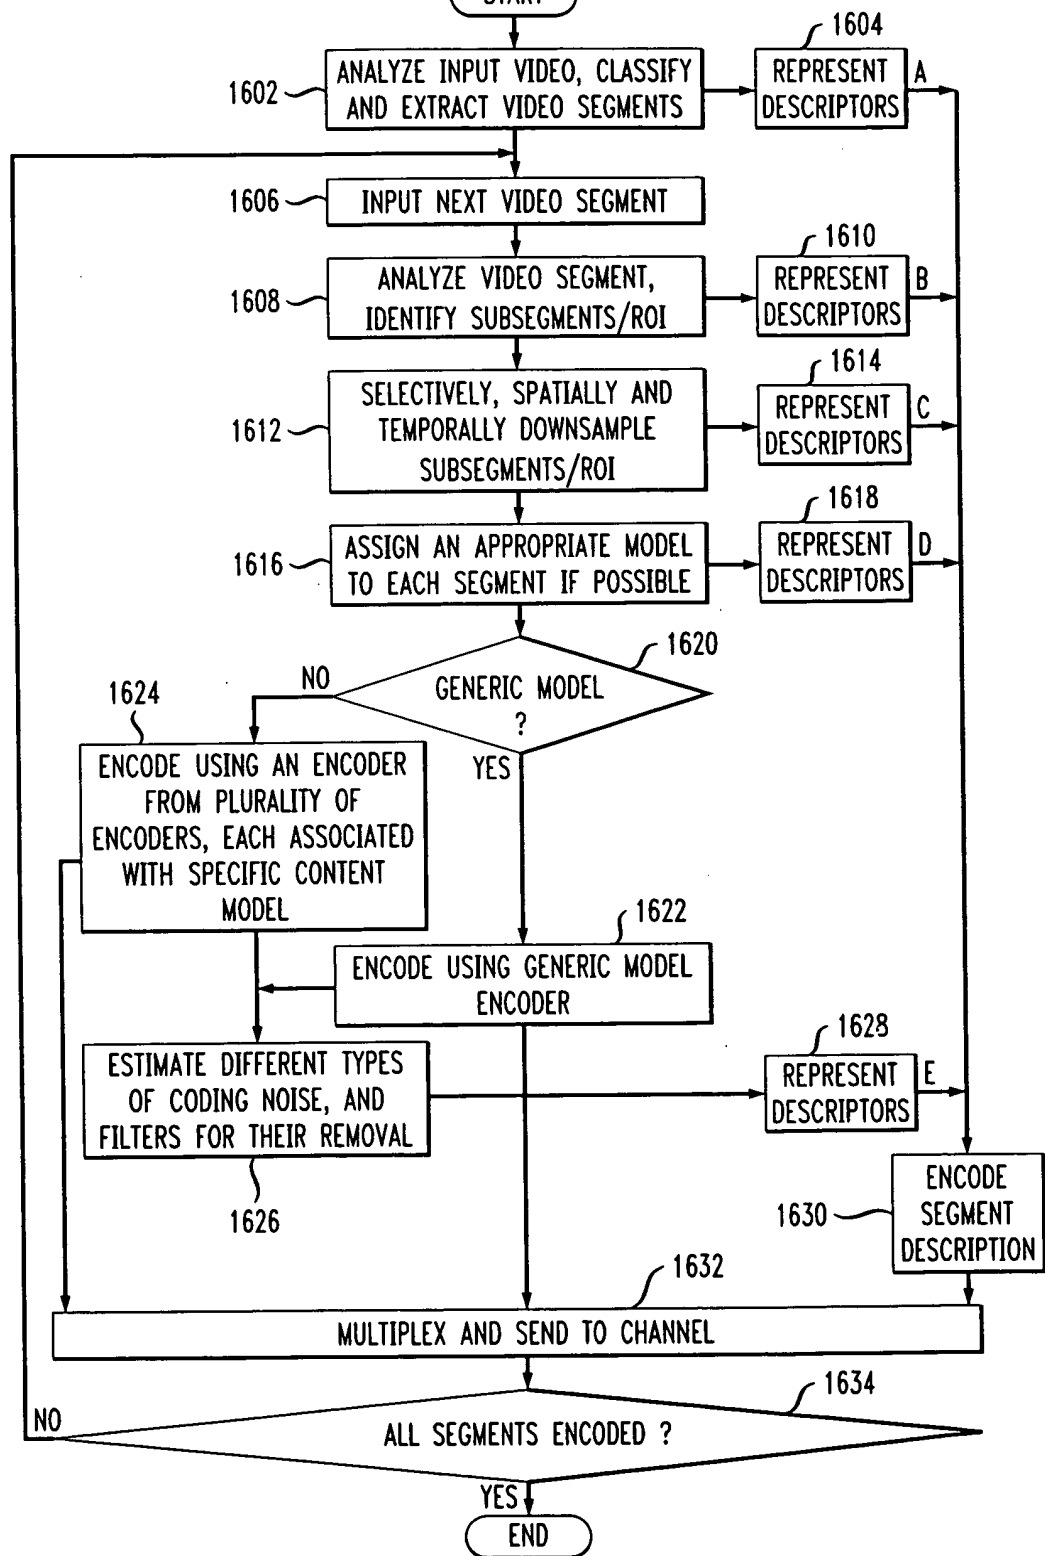 START
1604
ANALYZE INPUT VIDEO, CLASSIFY
AND EXTRACT VIDEO SEGMENTS
1602
REPRESENT
DESCRIPTORS
A
1606
INPUT NEXT VIDEO SEGMENT
1610
1608
ANALYZE VIDEO SEGMENT,
IDENTIFY SUBSEGMENTS/ROI
REPRESENT
DESCRIPTORS
B
1614
1612
SELECTIVELY, SPATIALLY AND
TEMPORALLY DOWNSAMPLE
SUBSEGMENTS/ROI
REPRESENT
DESCRIPTORS
C
1618
1616
ASSIGN AN APPROPRIATE MODEL
TO EACH SEGMENT IF POSSIBLE
REPRESENT
DESCRIPTORS
D
1620
GENERIC MODEL
?
NO
YES
1624
ENCODE USING AN ENCODER
FROM PLURALITY OF
ENCODERS, EACH ASSOCIATED
WITH SPECIFIC CONTENT
MODEL
1622
ENCODE USING GENERIC MODEL
ENCODER
1628
ESTIMATE DIFFERENT TYPES
OF CODING NOISE, AND
FILTERS FOR THEIR REMOVAL
1626
REPRESENT
DESCRIPTORS
E
1630
ENCODE
SEGMENT
DESCRIPTION
1632
MULTIPLEX AND SEND TO CHANNEL
1634
ALL SEGMENTS ENCODED ?
NO
YES
END